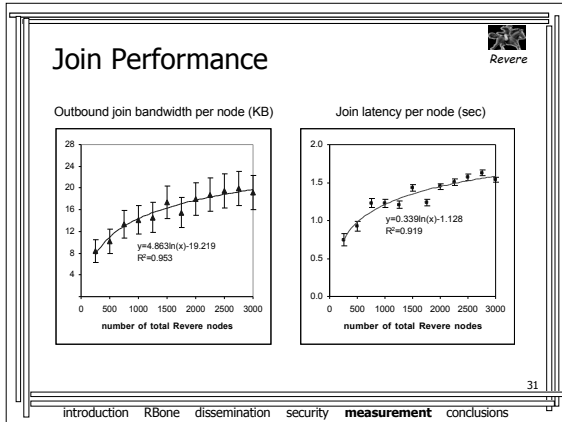 Join Performance
Revere
Outbound join bandwidth per node (KB)
28
24
20
16
12
8
4
0 500 1000 1500 2000 2500 3000
y=4.863ln(x)-19.219
R²=0.953
number of total Revere nodes
Join latency per node (sec)
2.0
1.5
1.0
0.5
0.0
0 500 1000 1500 2000 2500 3000
y=0.339ln(x)-1.128
R²=0.919
number of total Revere nodes
31
introduction RBone dissemination security measurement conclusions